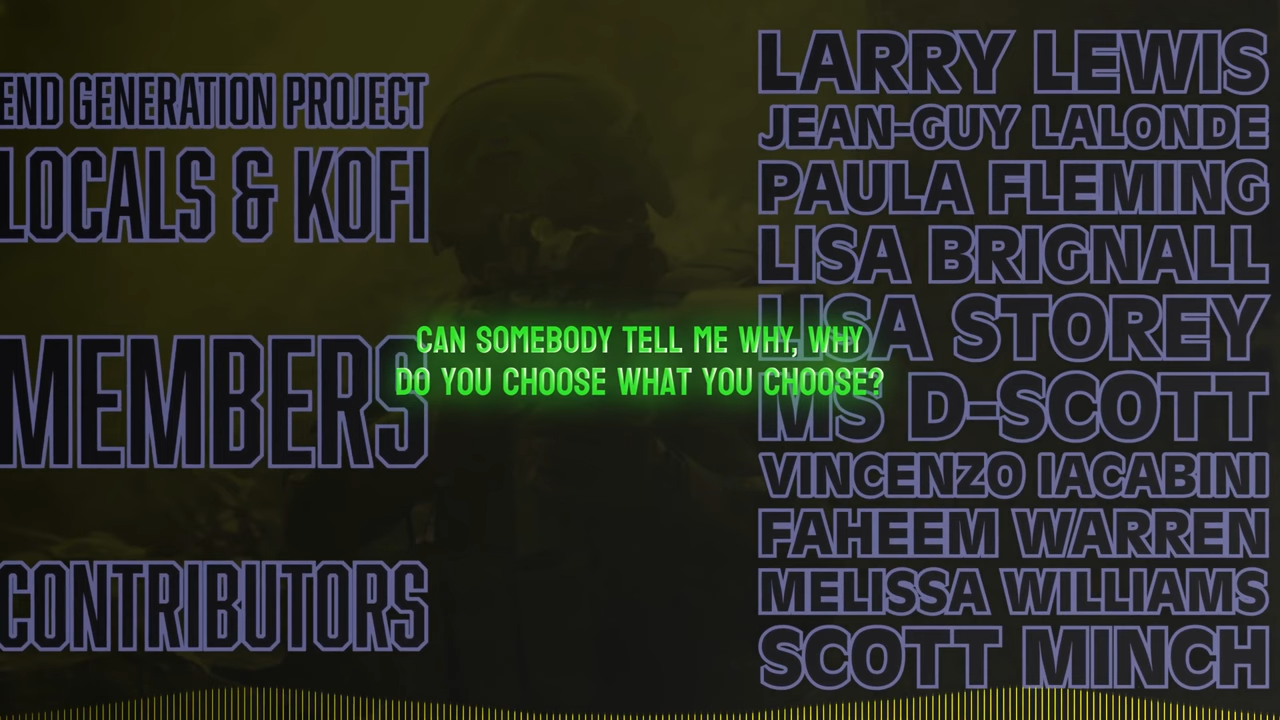 END GENERATION PROJECT
LOCALS & KOFI
MEMBERS
CONTRIBUTORS
CAN SOMEBODY TELL ME WHY, WHY
DO YOU CHOOSE WHAT YOU CHOOSE?
LARRY LEWIS
JEAN-GUY LALONDE
PAULA FLEMING
LISA BRIGNALL
LISA STOREY
MS D-SCOTT
VINCENZO IACABINI
FAHEEM WARREN
MELISSA WILLIAMS
SCOTT MINCH